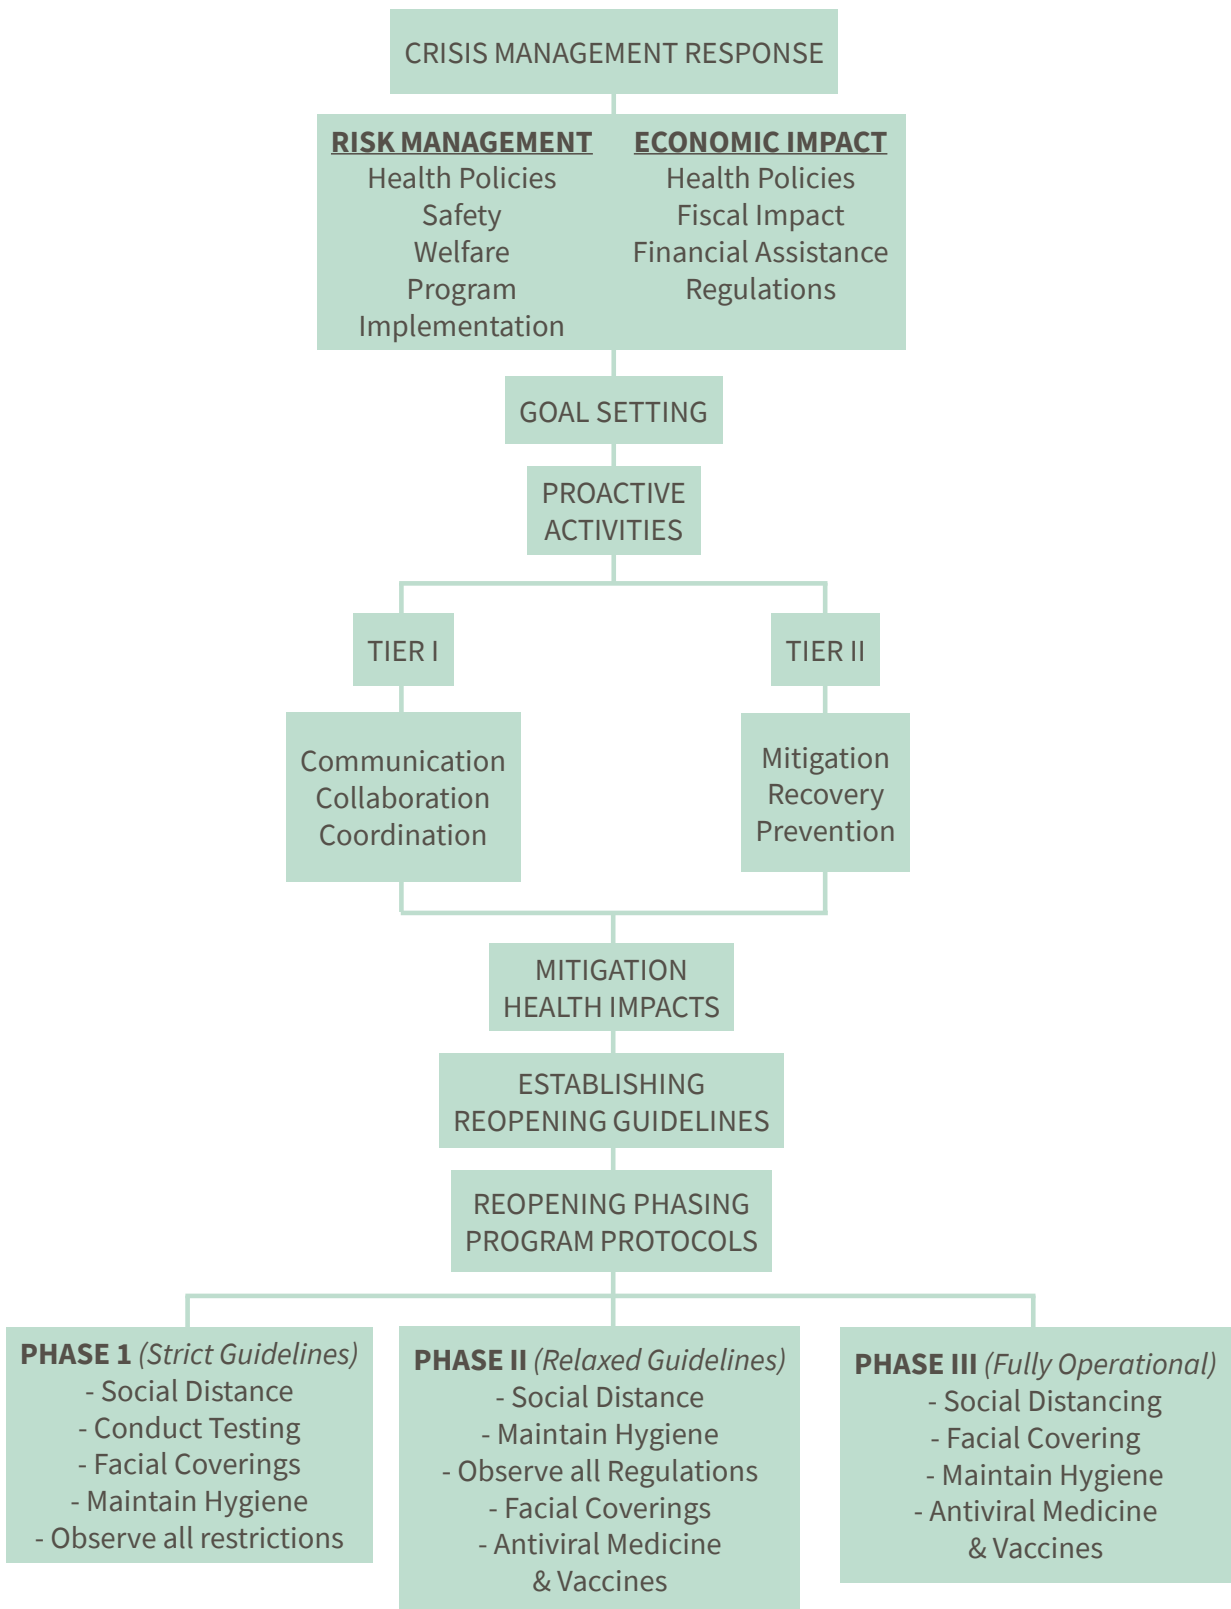 CRISIS MANAGEMENT RESPONSE
RISK MANAGEMENT
Health Policies
Safety
Welfare
Program
Implementation
ECONOMIC IMPACT
Health Policies
Fiscal Impact
Financial Assistance
Regulations
GOAL SETTING
PROACTIVE
ACTIVITIES
TIER I
TIER II
Communication
Collaboration
Coordination
Mitigation
Recovery
Prevention
MITIGATION
HEALTH IMPACTS
ESTABLISHING
REOPENING GUIDELINES
REOPENING PHASING
PROGRAM PROTOCOLS
PHASE 1 (Strict Guidelines)
- Social Distance
- Conduct Testing
- Facial Coverings
- Maintain Hygiene
- Observe all restrictions
PHASE II (Relaxed Guidelines)
- Social Distance
- Maintain Hygiene
- Observe all Regulations
- Facial Coverings
- Antiviral Medicine
& Vaccines
PHASE III (Fully Operational)
- Social Distancing
- Facial Covering
- Maintain Hygiene
- Antiviral Medicine
& Vaccines